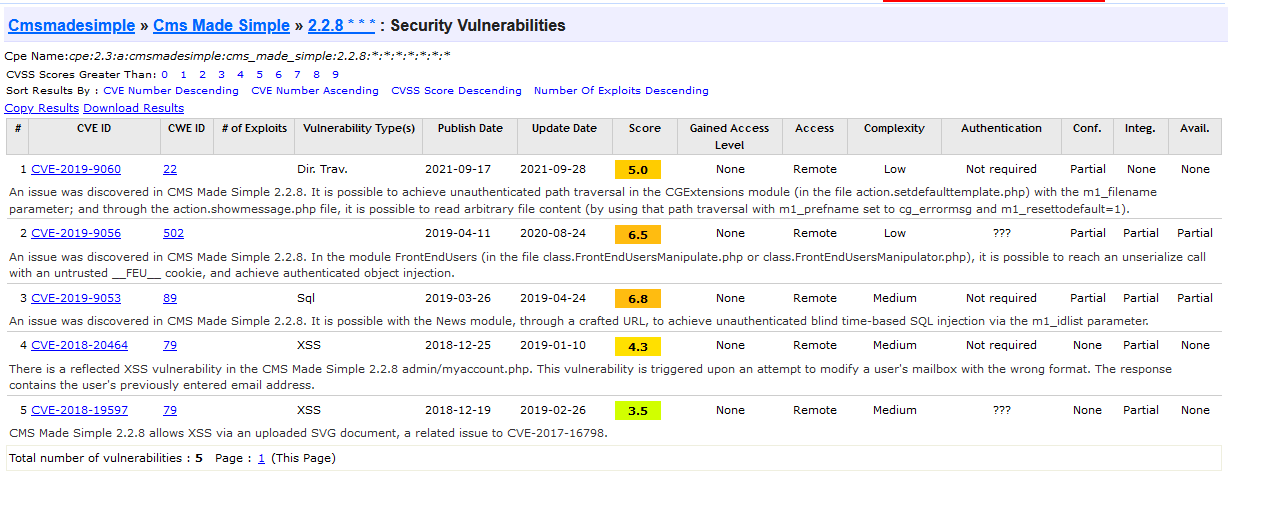 Cmsmadesimple » Cms Made Simple » 2.2.8 * * * : Security Vulnerabilities
Cpe Name:cpe:2.3:a:cmsmadesimple:cms_made_simple:2.2.8:*:*:*:*:*:*:*
CVSS Scores Greater Than: 0 1 2 3 4 5 6 7 8 9
Sort Results By : CVE Number Descending CVE Number Ascending CVSS Score Descending Number Of Exploits Descending
Copy Results Download Results
# CVE ID CWE ID # of Exploits Vulnerability Type(s) Publish Date Update Date Score Gained Access Level Access Complexity Authentication Conf. Integ. Avail.
1 CVE-2019-9060 22 Dir. Trav. 2021-09-17 2021-09-28 5.0 None Remote Low Not required Partial None None
An issue was discovered in CMS Made Simple 2.2.8. It is possible to achieve unauthenticated path traversal in the CGExtensions module (in the file action.setdefaulttemplate.php) with the m1_filename
parameter; and through the action.showmessage.php file, it is possible to read arbitrary file content (by using that path traversal with m1_prefname set to cg_errormsg and m1_resettodefault=1).
2 CVE-2019-9056 502 2019-04-11 2020-08-24 6.5 None Remote Low ??? Partial Partial Partial
An issue was discovered in CMS Made Simple 2.2.8. In the module FrontEndUsers (in the file class.FrontEndUsersManipulate.php or class.FrontEndUsersManipulator.php), it is possible to reach an unserialize call
with an untrusted __FEU__ cookie, and achieve authenticated object injection.
3 CVE-2019-9053 89 Sql 2019-03-26 2019-04-24 6.8 None Remote Medium Not required Partial Partial Partial
An issue was discovered in CMS Made Simple 2.2.8. It is possible with the News module, through a crafted URL, to achieve unauthenticated blind time-based SQL injection via the m1_idlist parameter.
4 CVE-2018-20464 79 XSS 2018-12-25 2019-01-10 4.3 None Remote Medium Not required None Partial None
There is a reflected XSS vulnerability in the CMS Made Simple 2.2.8 admin/myaccount.php. This vulnerability is triggered upon an attempt to modify a user's mailbox with the wrong format. The response
contains the user's previously entered email address.
5 CVE-2018-19597 79 XSS 2018-12-19 2019-02-26 3.5 None Remote Medium ??? None Partial None
CMS Made Simple 2.2.8 allows XSS via an uploaded SVG document, a related issue to CVE-2017-16798.
Total number of vulnerabilities : 5 Page : 1 (This Page)